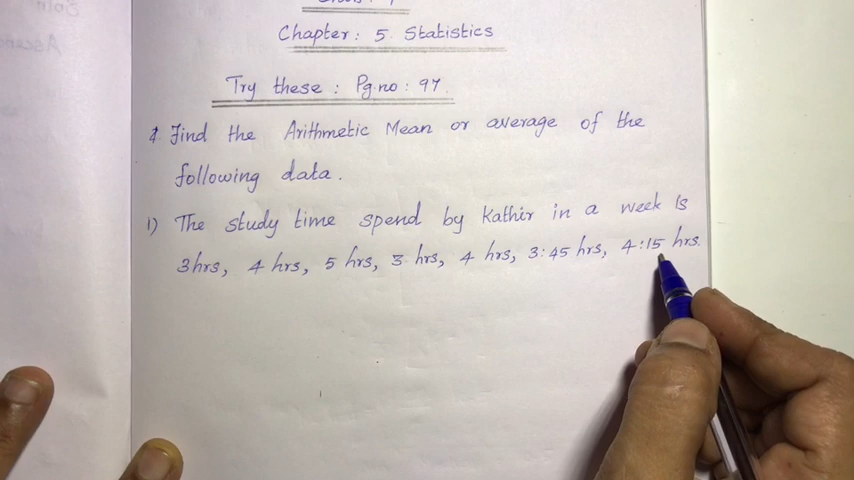 Chapter: 5 Statistics
Try these: Pg.no: 97.
Find the Arithmetic Mean or average of the
following data.
1) The study time spend by Kathir in a week is
3hrs, 4 hrs, 5 hrs, 3 hrs, 4 hrs, 3:45 hrs, 4:15 hrs.